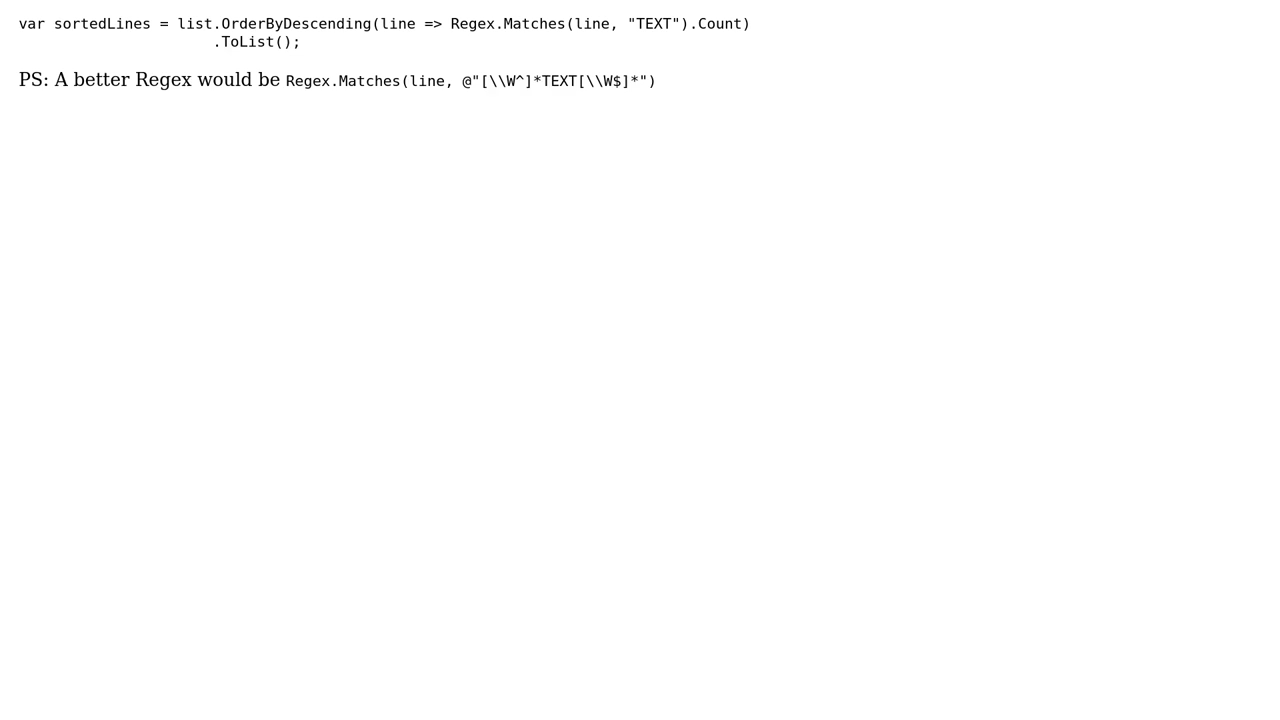 var sortedLines = list.OrderByDescending(line => Regex.Matches(line, "TEXT").Count)
                      .ToList();
PS: A better Regex would be Regex.Matches(line, @"[\\W^]*TEXT[\\W$]*")